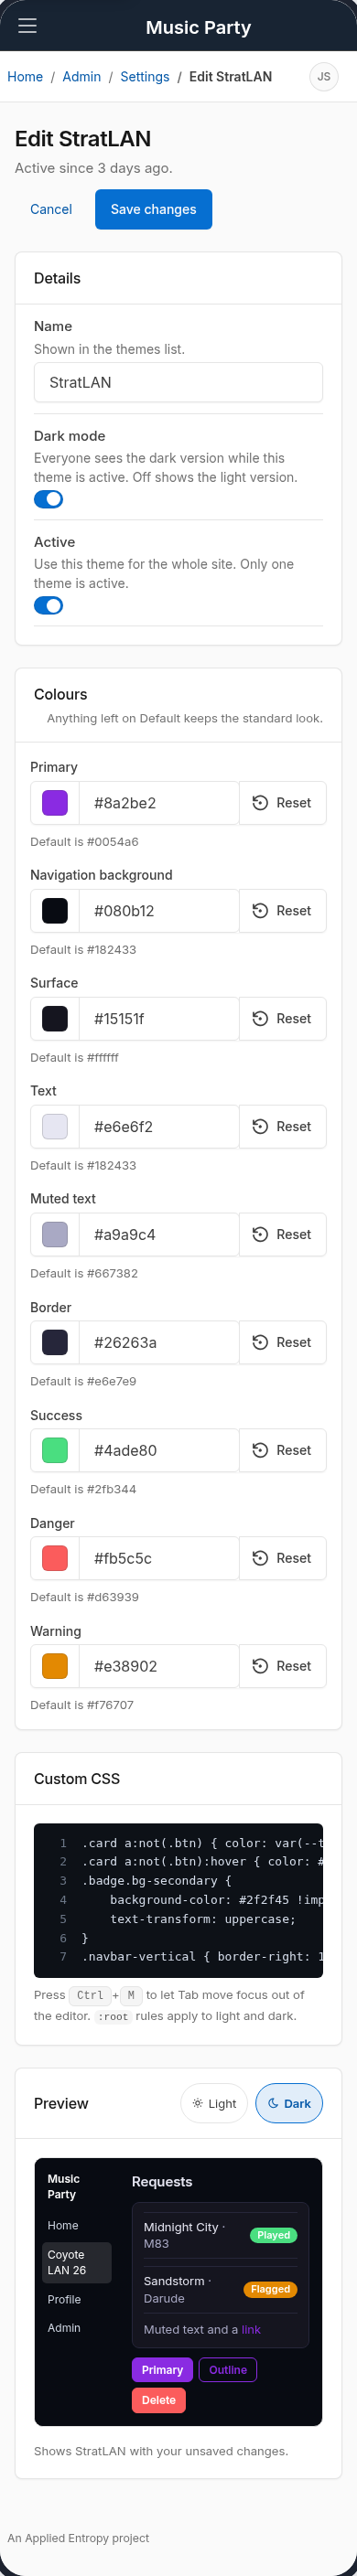 Music Party
Home / Admin / Settings / Edit StratLAN
JS
Edit StratLAN
Active since 3 days ago.
Cancel
Save changes
Details
Name
Shown in the themes list.
StratLAN
Dark mode
Everyone sees the dark version while this
theme is active. Off shows the light version.
Active
Use this theme for the whole site. Only one
theme is active.
Colours
Anything left on Default keeps the standard look.
Primary
#8a2be2 Reset
Default is #0054a6
Navigation background
#080b12 Reset
Default is #182433
Surface
#15151f Reset
Default is #ffffff
Text
#e6e6f2 Reset
Default is #182433
Muted text
#a9a9c4 Reset
Default is #667382
Border
#26263a Reset
Default is #e6e7e9
Success
#4ade80 Reset
Default is #2fb344
Danger
#fb5c5c Reset
Default is #d63939
Warning
#e38902 Reset
Default is #f76707
Custom CSS
1 .card a:not(.btn) { color: var(--t
2 .card a:not(.btn):hover { color: #
3 .badge.bg-secondary {
4 background-color: #2f2f45 !imp
5 text-transform: uppercase;
6 }
7 .navbar-vertical { border-right: 1
Press Ctrl + M to let Tab move focus out of
the editor. :root rules apply to light and dark.
Preview
Light
Dark
Music
Party
Home
Coyote
LAN 26
Profile
Admin
Requests
Midnight City ·
M83
Played
Sandstorm ·
Darude
Flagged
Muted text and a link
Primary
Outline
Delete
Shows StratLAN with your unsaved changes.
An Applied Entropy project